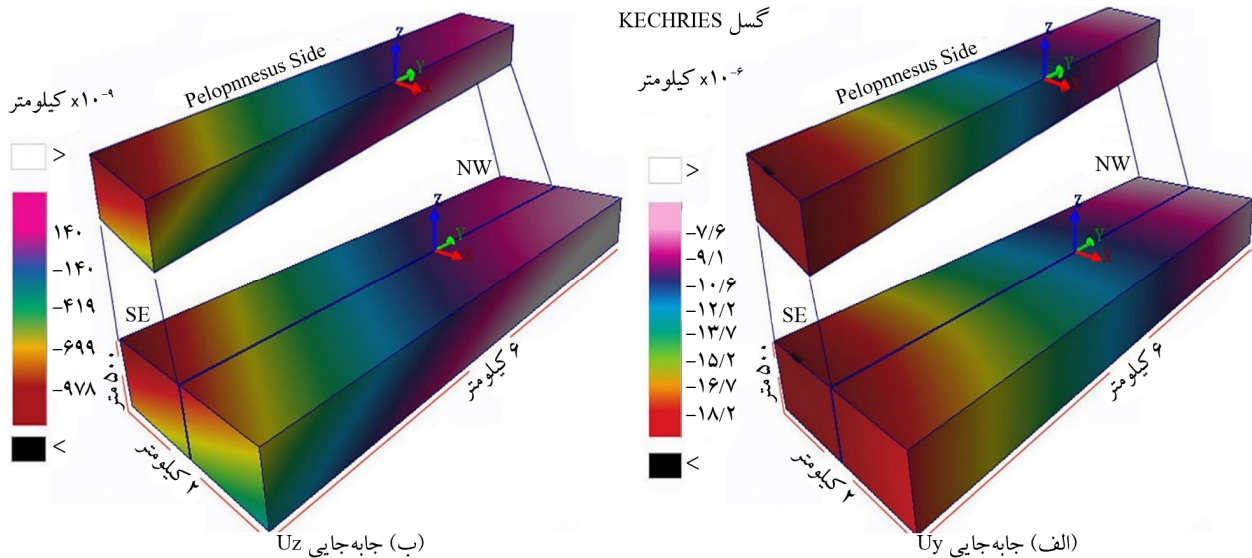 گسل KECHRIES
×۱۰⁻⁶ کیلومتر
>
-۷/۶
-۹/۱
-۱۰/۶
-۱۲/۲
-۱۳/۷
-۱۵/۲
-۱۶/۷
-۱۸/۲
<
Pelopnnesus Side
Z
Y
X
NW
Z
Y
X
SE
۵۰۰ متر
۲ کیلومتر
۶ کیلومتر
(الف) جابه‌جایی Uy
×۱۰⁻⁹ کیلومتر
>
۱۴۰
-۱۴۰
-۴۱۹
-۶۹۹
-۹۷۸
<
Pelopnnesus Side
Z
Y
X
NW
Z
Y
X
SE
۵۰۰ متر
۲ کیلومتر
۶ کیلومتر
(ب) جابه‌جایی Uz